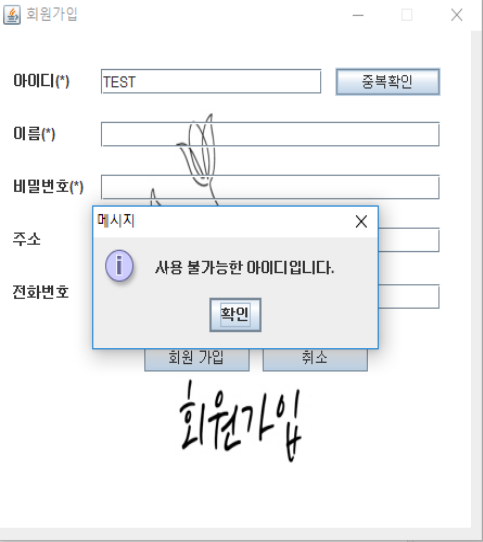 회원가입
아이디(*) TEST 중복확인
이름(*)
비밀번호(*)
메시지
주소
사용 불가능한 아이디입니다.
전화번호
확인
회원 가입 취소
회원가입